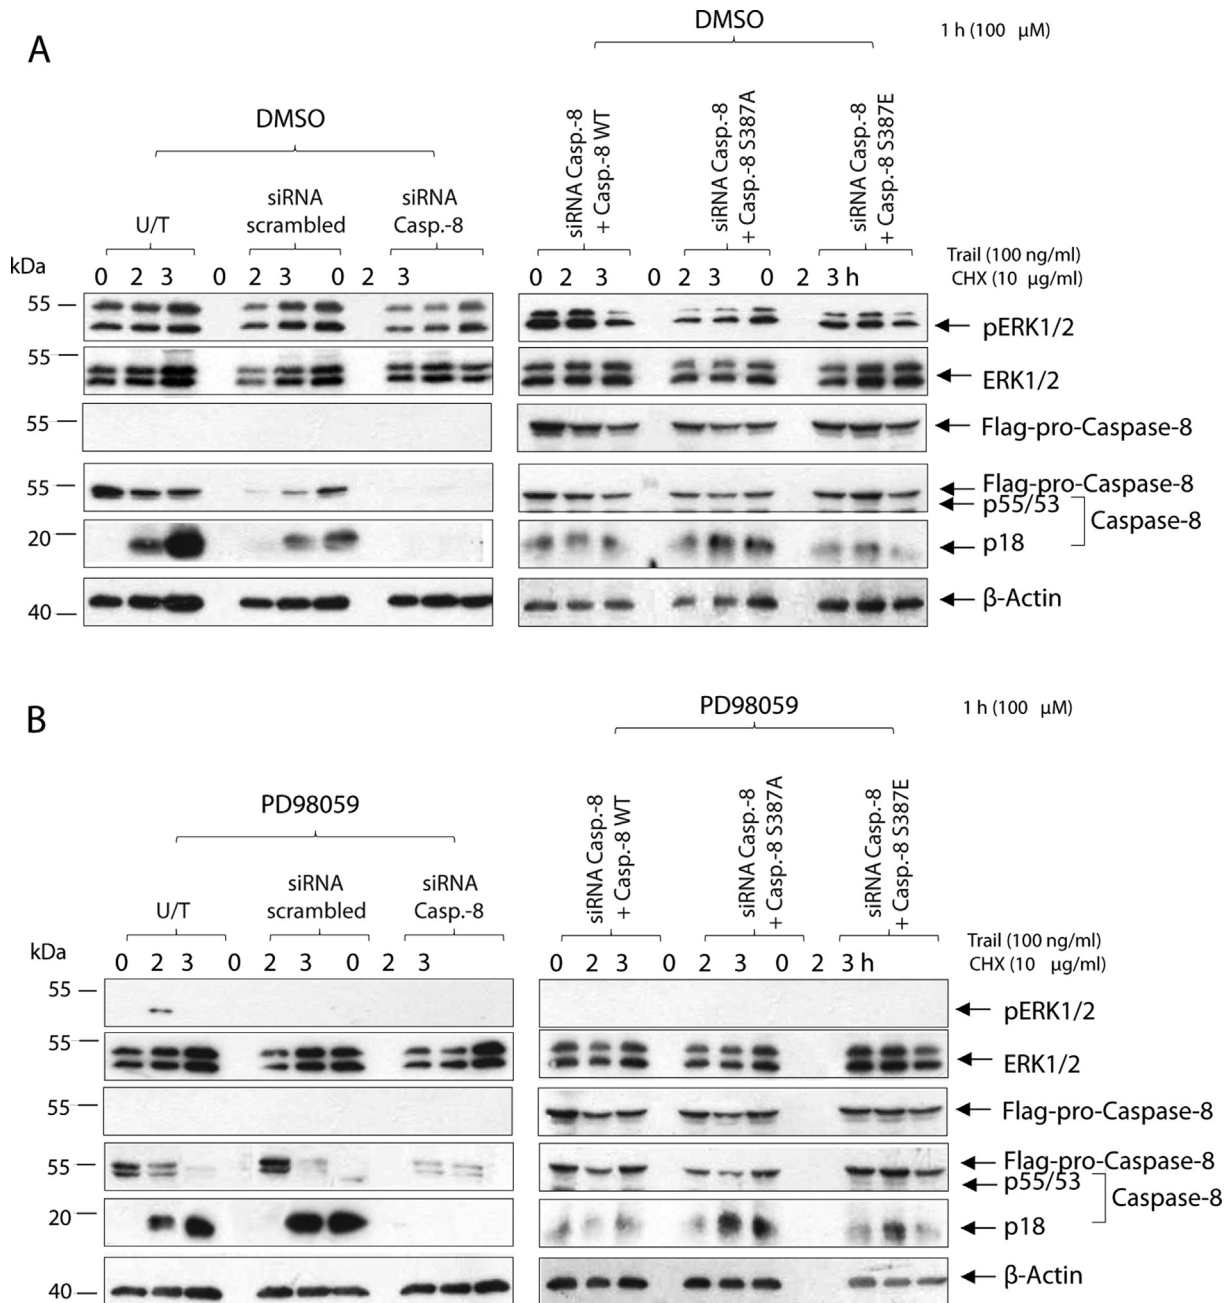 A
DMSO
1 h (100 μM)
DMSO
siRNA Casp.-8
+ Casp.-8 WT
siRNA Casp.-8
+ Casp.-8 S387A
siRNA Casp.-8
+ Casp.-8 S387E
U/T
siRNA
scrambled
siRNA
Casp.-8
Trail (100 ng/ml)
CHX (10 μg/ml)
kDa
0 2 3 0 2 3 0 2 3
0 2 3 0 2 3 0 2 3 h
55
pERK1/2
55
ERK1/2
55
Flag-pro-Caspase-8
55
Flag-pro-Caspase-8
p55/53
Caspase-8
20
p18
40
β-Actin
B
PD98059
1 h (100 μM)
PD98059
siRNA Casp.-8
+ Casp.-8 WT
siRNA Casp.-8
+ Casp.-8 S387A
siRNA Casp.-8
+ Casp.-8 S387E
U/T
siRNA
scrambled
siRNA
Casp.-8
Trail (100 ng/ml)
CHX (10 μg/ml)
kDa
0 2 3 0 2 3 0 2 3
0 2 3 0 2 3 0 2 3 h
55
pERK1/2
55
ERK1/2
55
Flag-pro-Caspase-8
55
Flag-pro-Caspase-8
p55/53
Caspase-8
20
p18
40
β-Actin